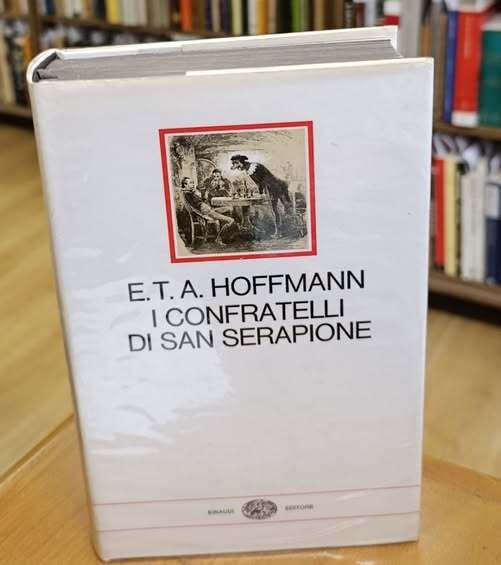 E.T.A. HOFFMANN
I CONFRATELLI
DI SAN SERAPIONE
EINAUDI EDITORE